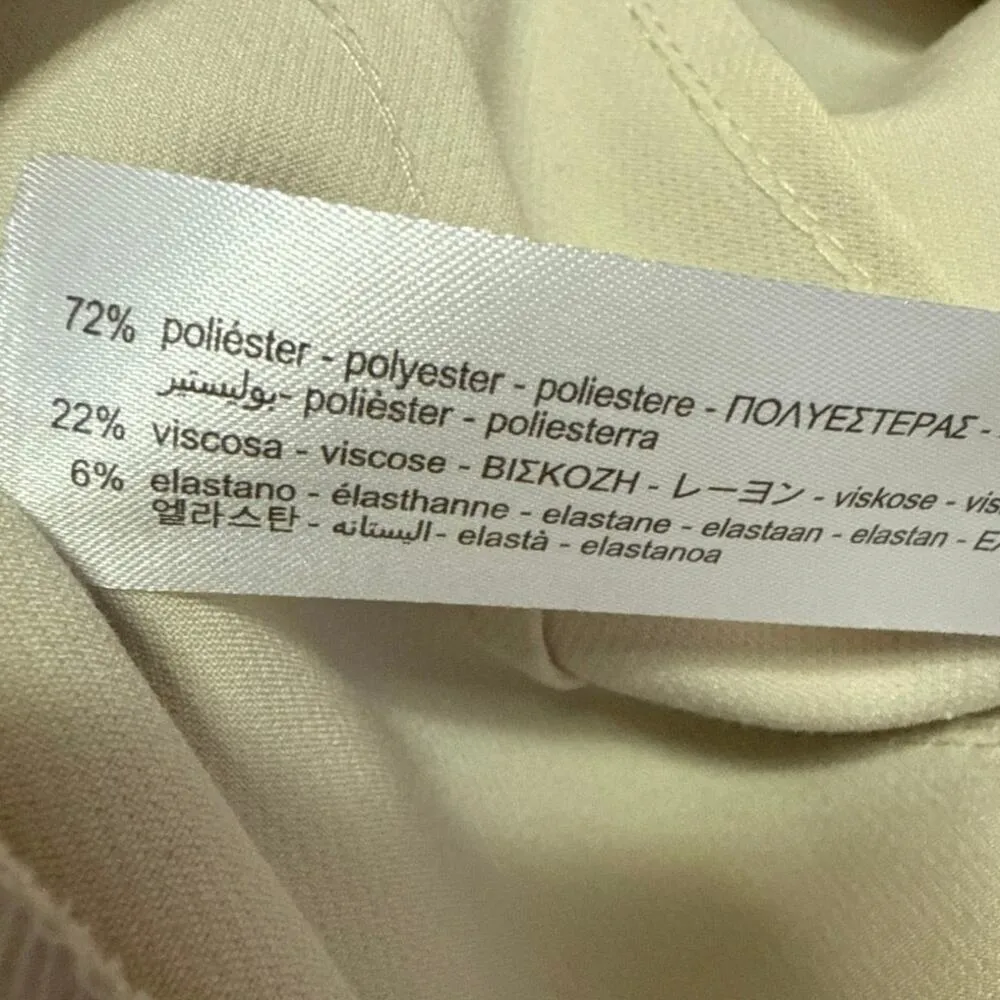 72% poliéster - polyester - poliestere - ΠΟΛΥΕΣΤΕΡΑΣ -
بوليستير - polièster - poliesterra
22% viscosa - viscose - ΒΙΣΚΟΖΗ - レーヨン - viskose -
6% elastano - élasthanne - elastane - elastaan - elastan -
엘라스탄 - اليستانه - elastà - elastanoa